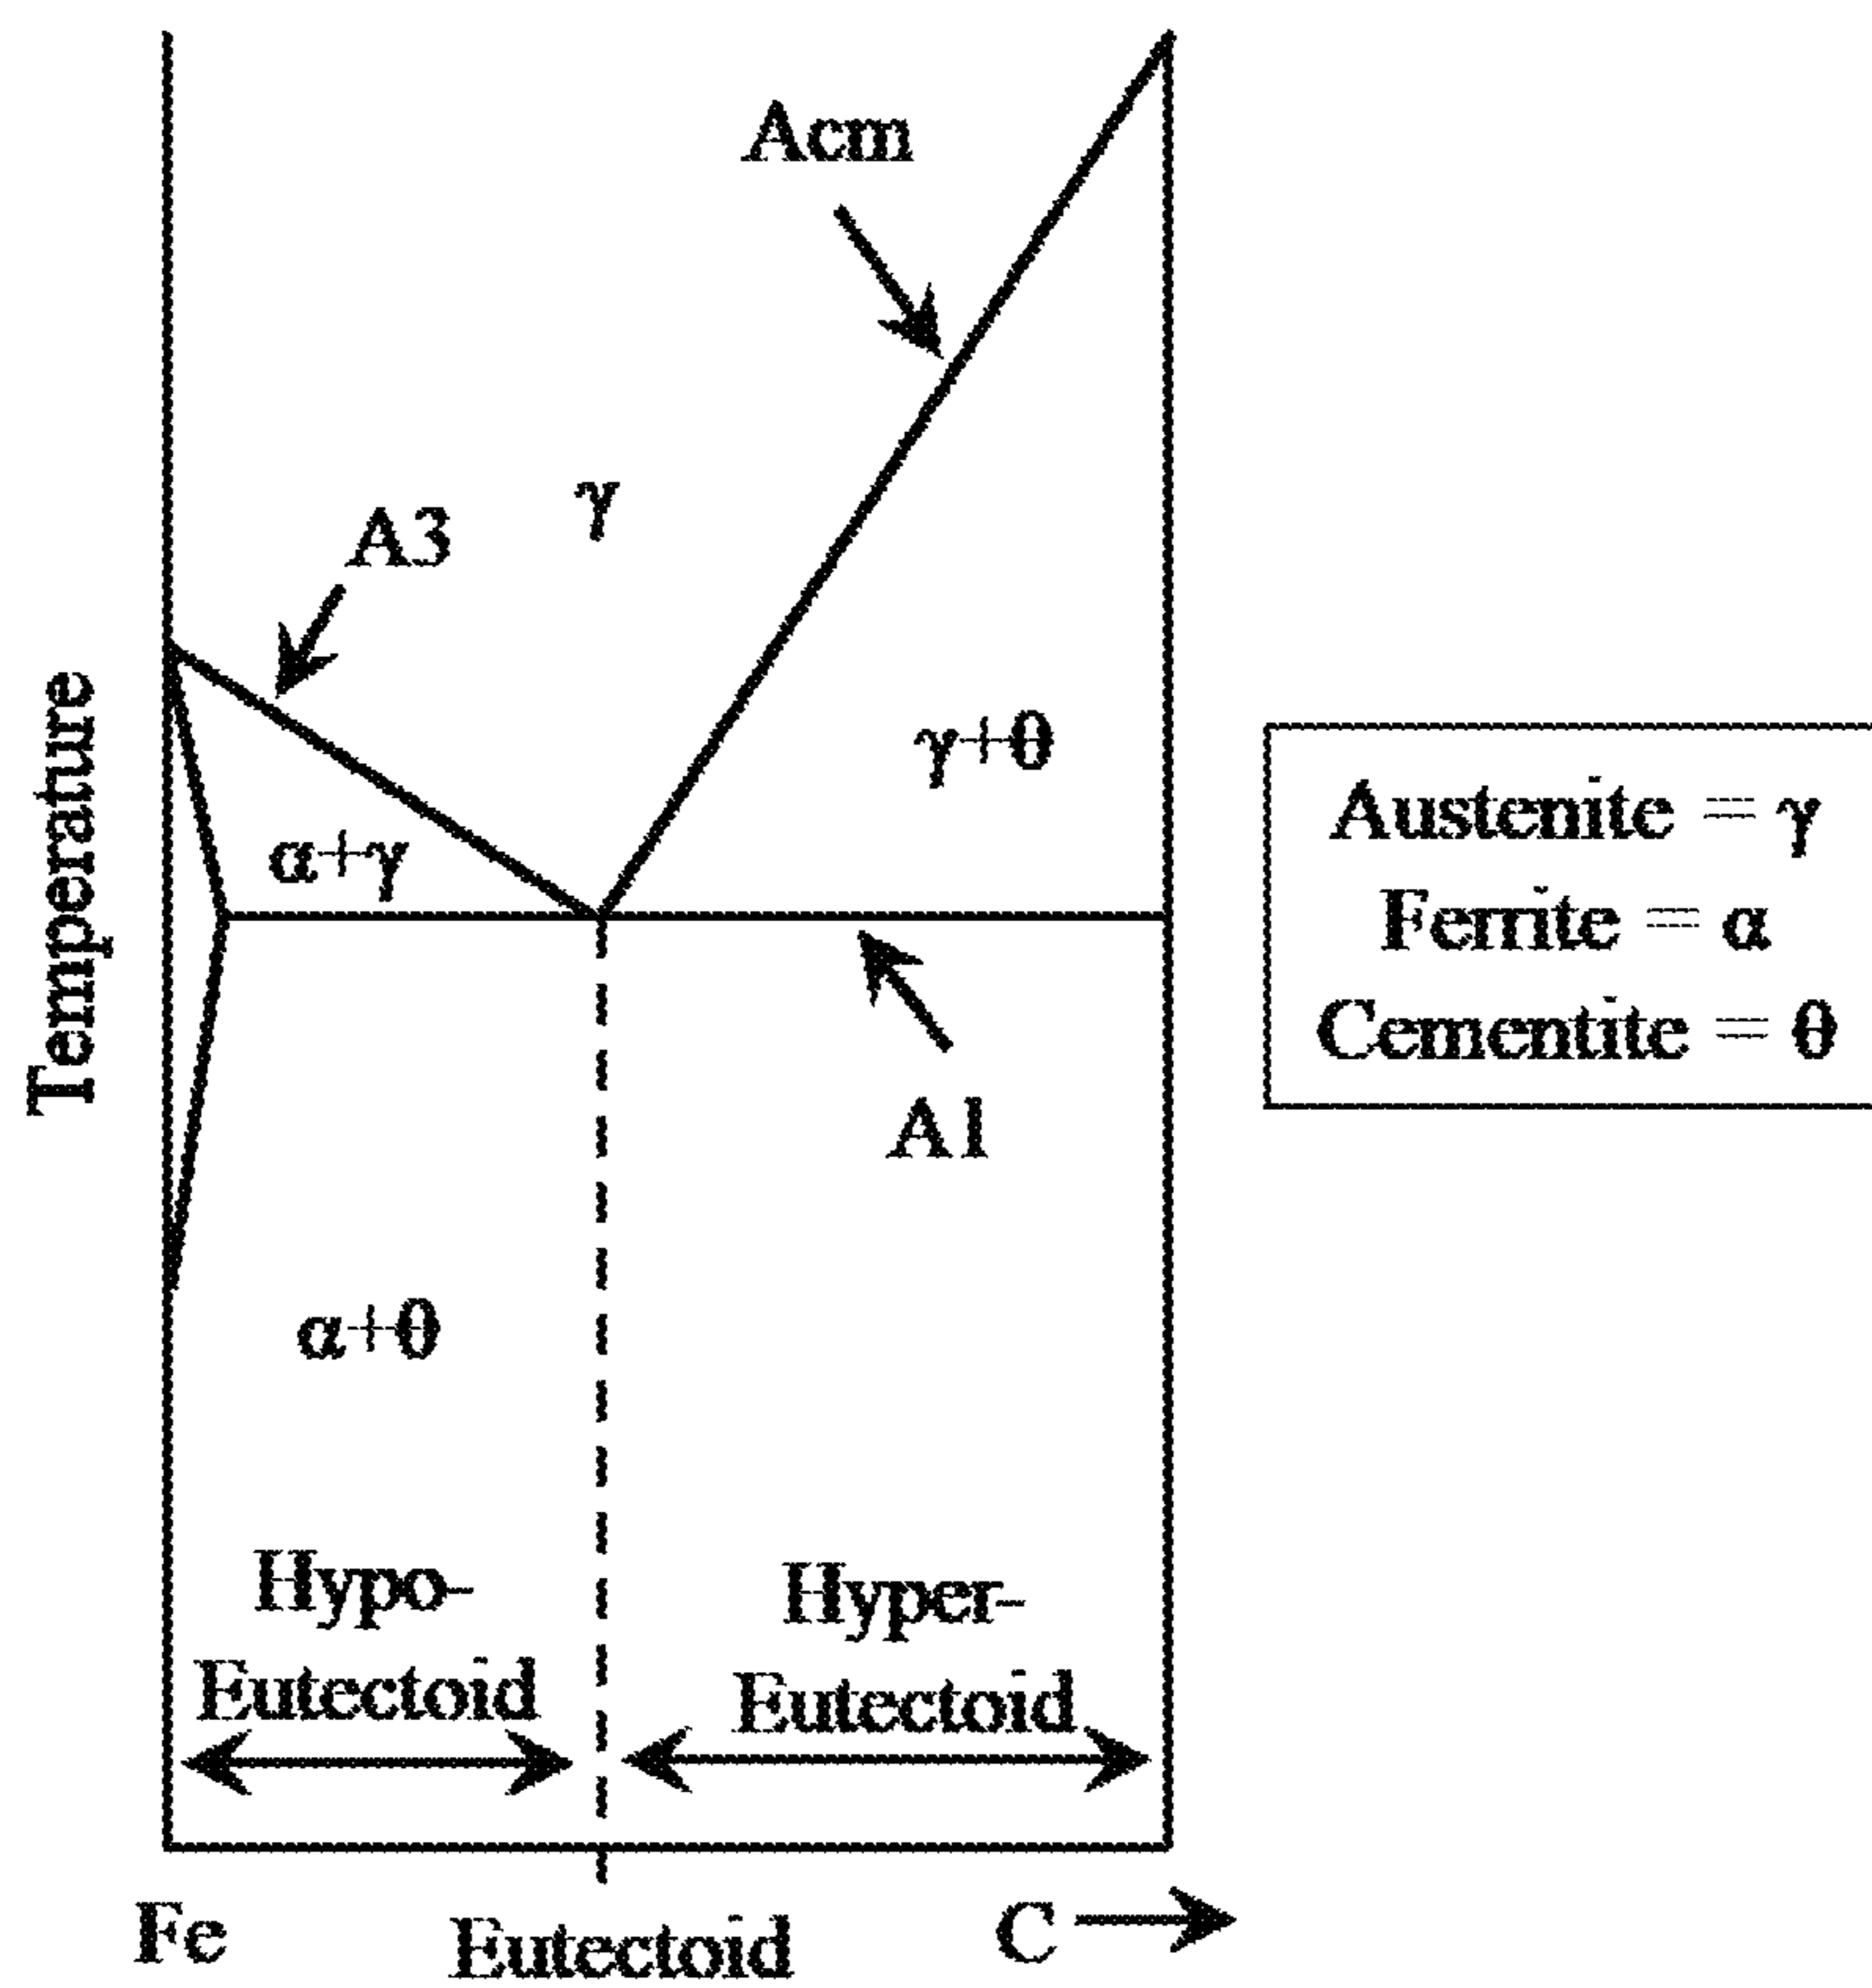 Acm
γ
A3
γ+θ
α+γ
Temperature
A1
Austenite = γ
Ferrite = α
Cementite = θ
α+θ
Hypo-
Eutectoid
Hyper-
Eutectoid
Fe
Eutectoid
C